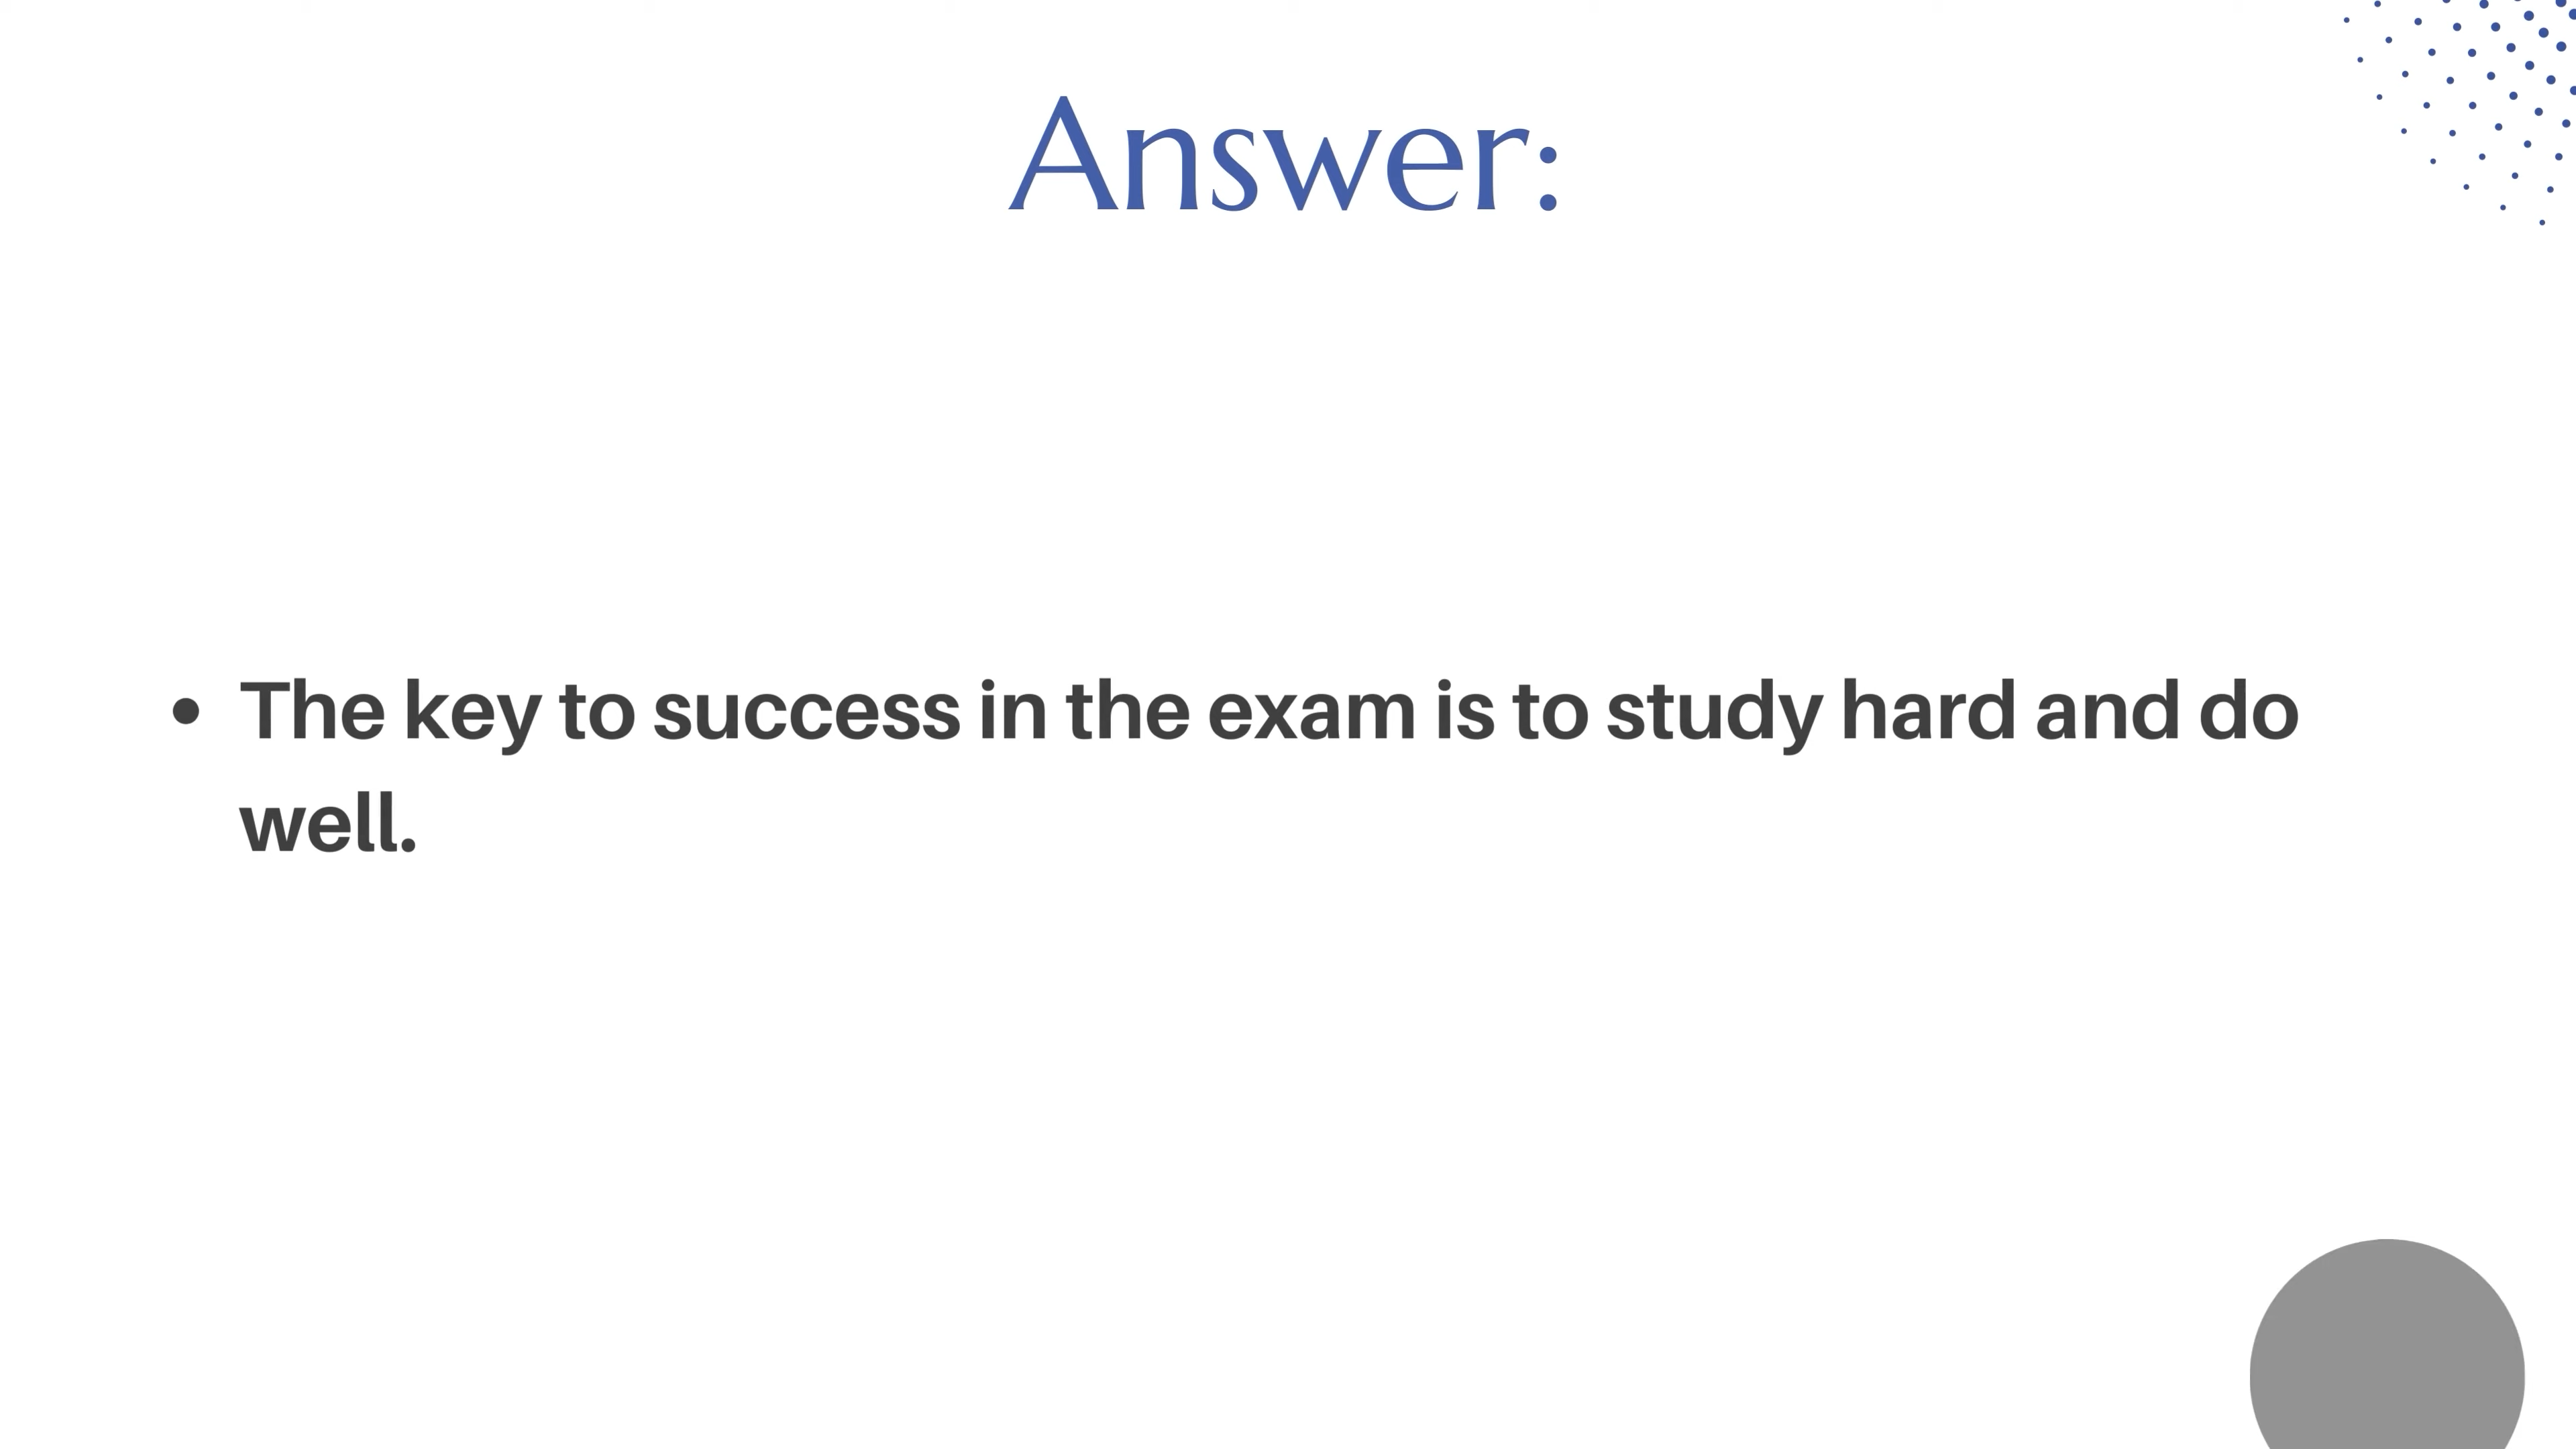 Answer:
• The key to success in the exam is to study hard and do
well.